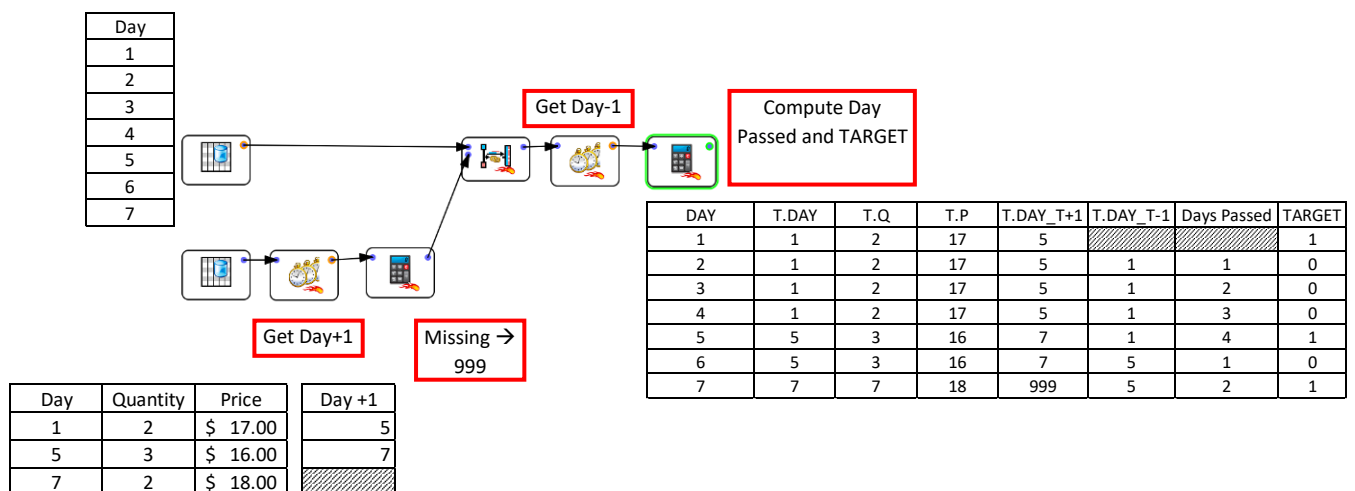 Day
1
2
3
4
5
6
7
Get Day-1
Compute Day
Passed and TARGET
DAY T.DAY T.Q T.P T.DAY_T+1 T.DAY_T-1 Days Passed TARGET
1 1 2 17 5 1
2 1 2 17 5 1 1 0
3 1 2 17 5 1 2 0
4 1 2 17 5 1 3 0
5 5 3 16 7 1 4 1
6 5 3 16 7 5 1 0
7 7 7 18 999 5 2 1
Get Day+1
Missing →
999
Day Quantity Price Day +1
1 2 $ 17.00 5
5 3 $ 16.00 7
7 2 $ 18.00